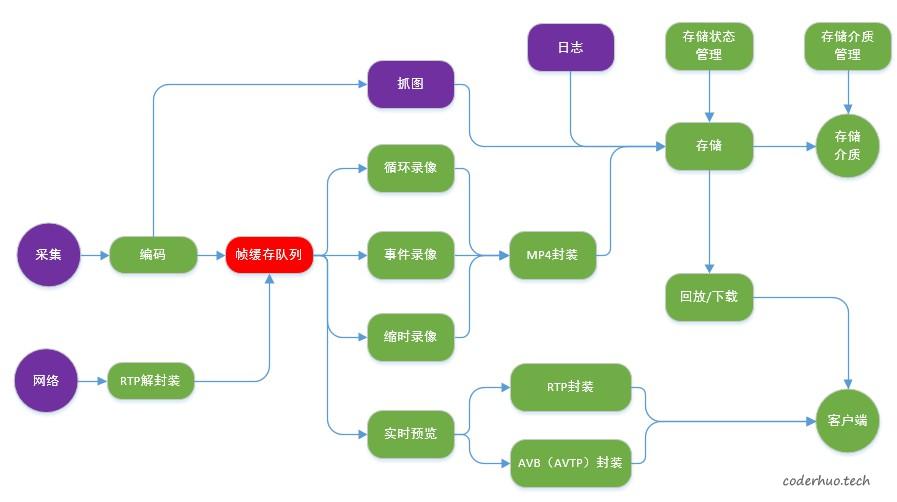 日志
存储状态
管理
存储介质
管理
抓图
存储
存储
介质
循环录像
采集
编码
帧缓存队列
事件录像
MP4封装
缩时录像
回放/下载
网络
RTP解封装
RTP封装
实时预览
客户端
AVB（AVTP）封装
coderhuo.tech